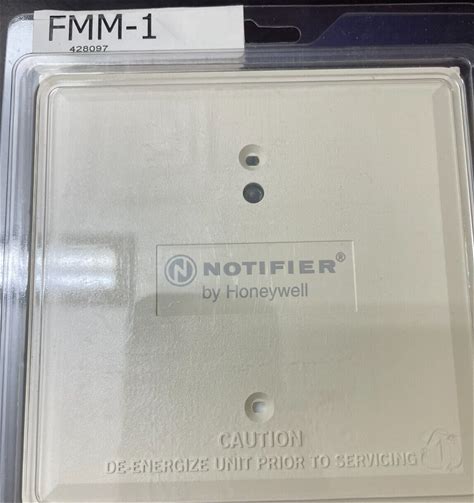 FMM-1
428097
N NOTIFIER®
by Honeywell
CAUTION
DE-ENERGIZE UNIT PRIOR TO SERVICING